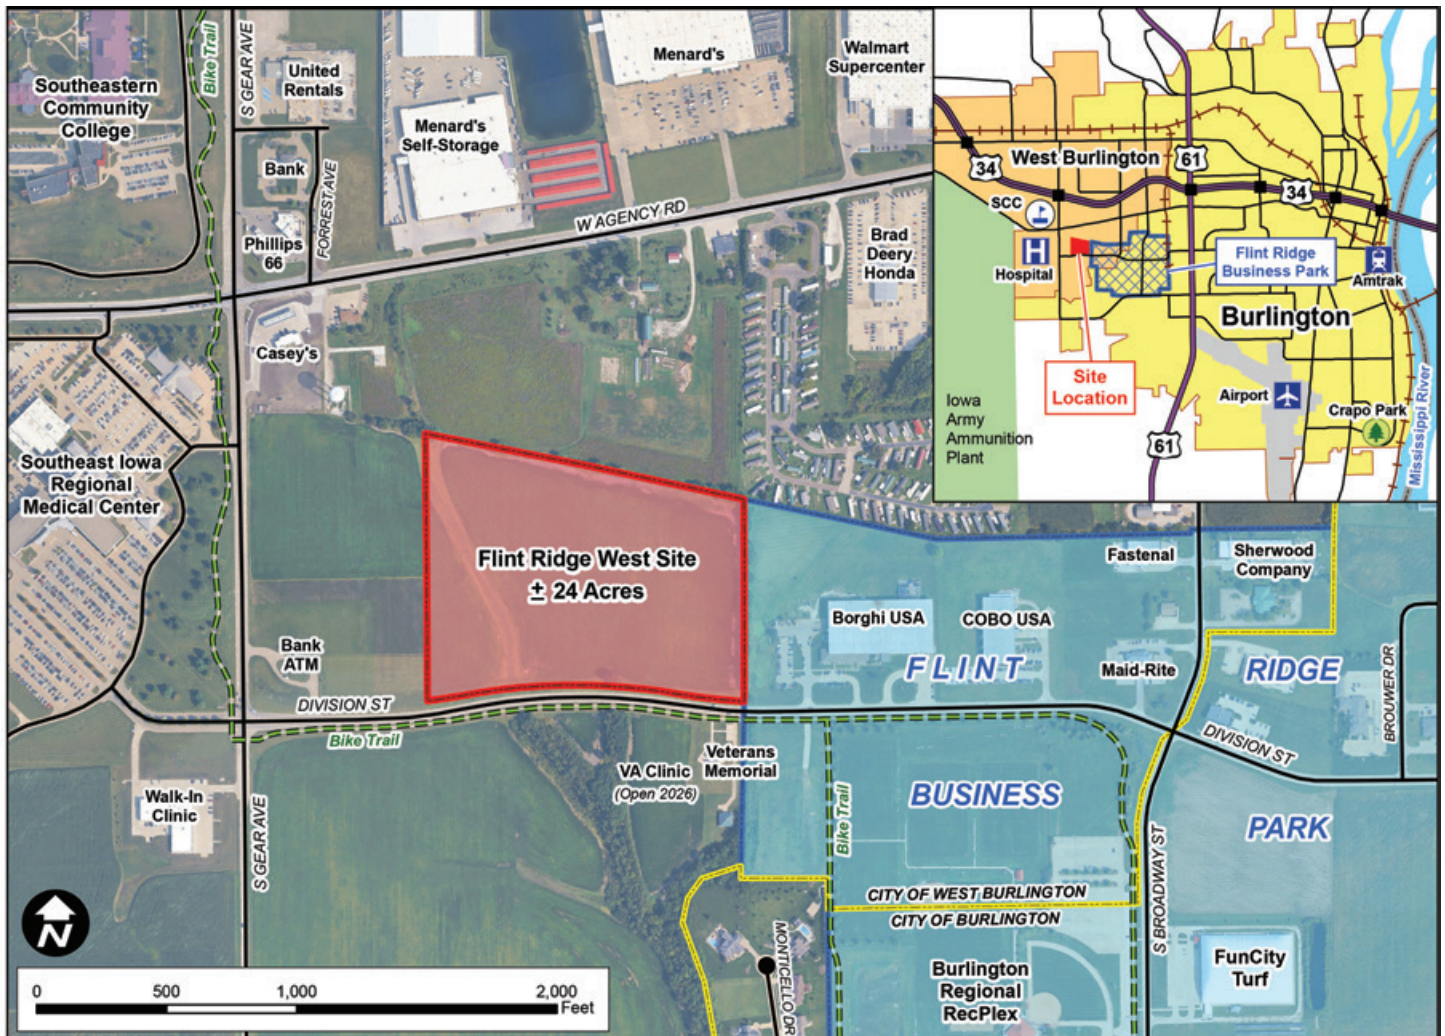 Southeastern
Community
College
Bike Trail
S GEAR AVE
United
Rentals
Bank
FORREST AVE
Phillips
66
Menard's
Self-Storage
Menard's
Walmart
Supercenter
W AGENCY RD
Brad
Deery
Honda
Casey's
Southeast Iowa
Regional
Medical Center
Flint Ridge West Site
± 24 Acres
Bank
ATM
DIVISION ST
Bike Trail
Walk-In
Clinic
S GEAR AVE
VA Clinic
(Open 2026)
Veterans
Memorial
Borghi USA
COBO USA
Fastenal
Sherwood
Company
Maid-Rite
FLINT
RIDGE
BUSINESS
PARK
BROUWER DR
DIVISION ST
Bike Trail
S BROADWAY ST
CITY OF WEST BURLINGTON
CITY OF BURLINGTON
MONTICELLO DR
Burlington
Regional
RecPlex
FunCity
Turf
N
0
500
1,000
2,000
Feet
West Burlington
34
61
34
SCC
H
Hospital
Flint Ridge
Business Park
Amtrak
Burlington
Site
Location
Airport
Crapo Park
61
Iowa
Army
Ammunition
Plant
Mississippi River